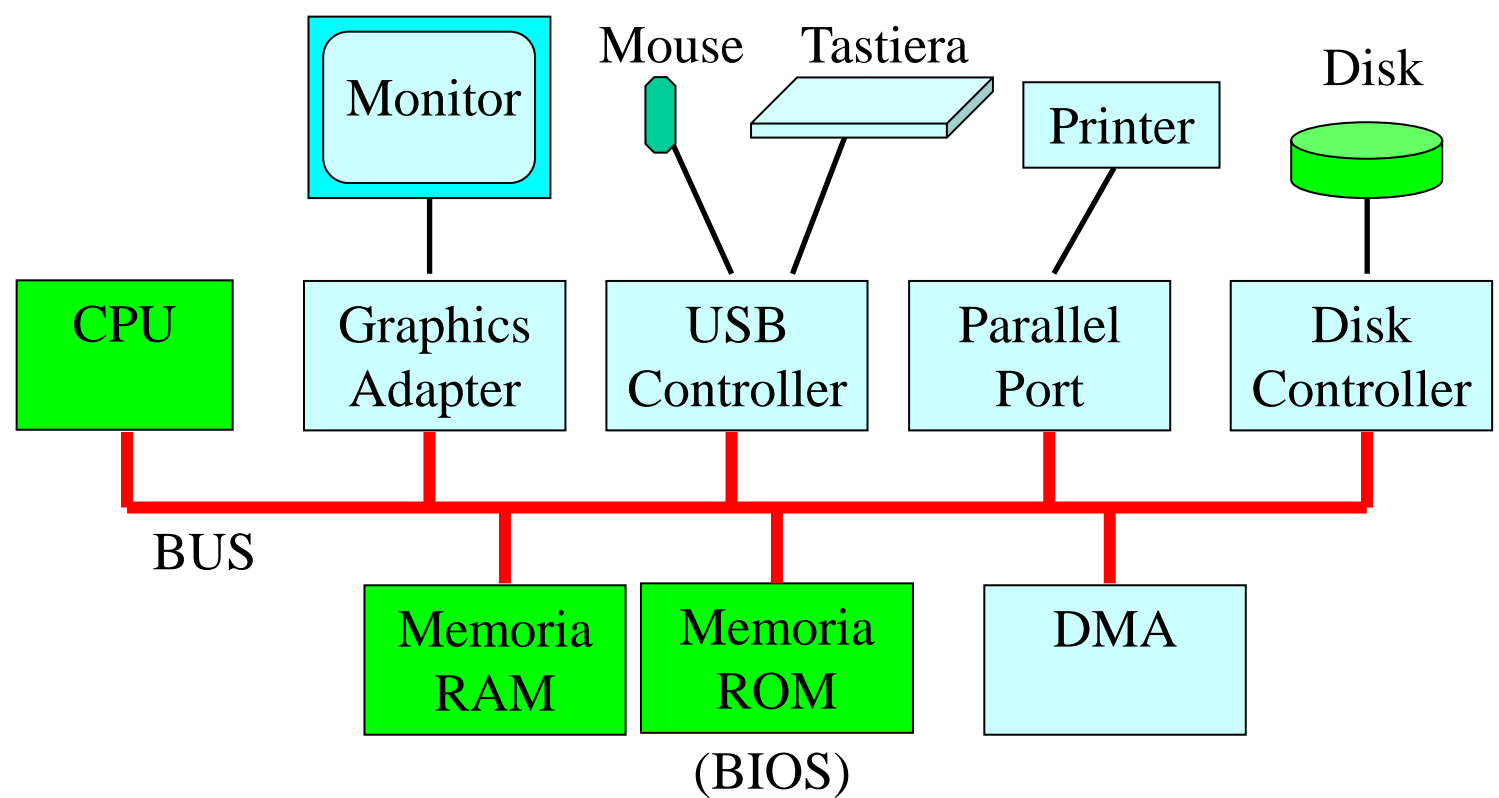 Mouse
Tastiera
Disk
Monitor
Printer
CPU
Graphics
Adapter
USB
Controller
Parallel
Port
Disk
Controller
BUS
Memoria
RAM
Memoria
ROM
DMA
(BIOS)